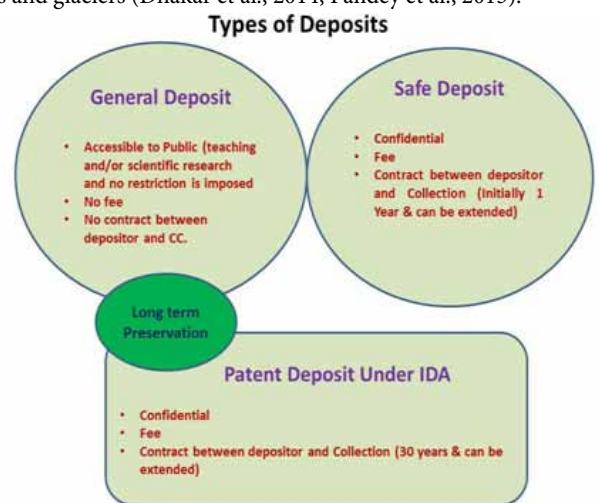 s and glaciers (Dhakar et al., 2014; Pandey et al., 2015).
Types of Deposits
General Deposit
• Accessible to Public (teaching
and/or scientific research
and no restriction is imposed
• No fee
• No contract between
depositor and CC.
Safe Deposit
• Confidential
• Fee
• Contract between depositor
and Collection (Initially 1
Year & can be extended)
Long term
Preservation
Patent Deposit Under IDA
• Confidential
• Fee
• Contract between depositor and Collection (30 years & can be
extended)